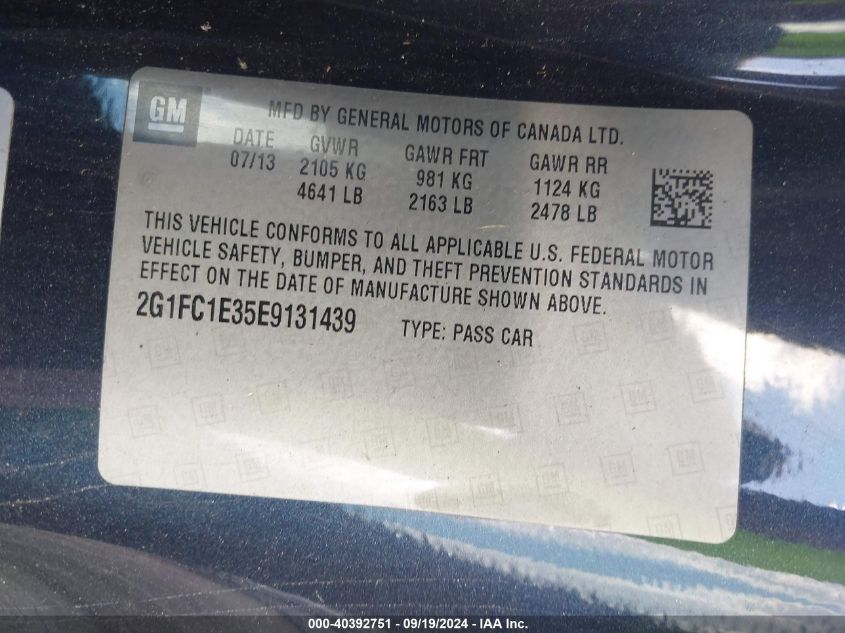 GM
MFD BY GENERAL MOTORS OF CANADA LTD.
DATE GVWR GAWR FRT GAWR RR
07/13 2105 KG 981 KG 1124 KG
4641 LB 2163 LB 2478 LB
THIS VEHICLE CONFORMS TO ALL APPLICABLE U.S. FEDERAL MOTOR
VEHICLE SAFETY, BUMPER, AND THEFT PREVENTION STANDARDS IN
EFFECT ON THE DATE OF MANUFACTURE SHOWN ABOVE.
2G1FC1E35E9131439 TYPE: PASS CAR
000-40392751 - 09/19/2024 - IAA Inc.